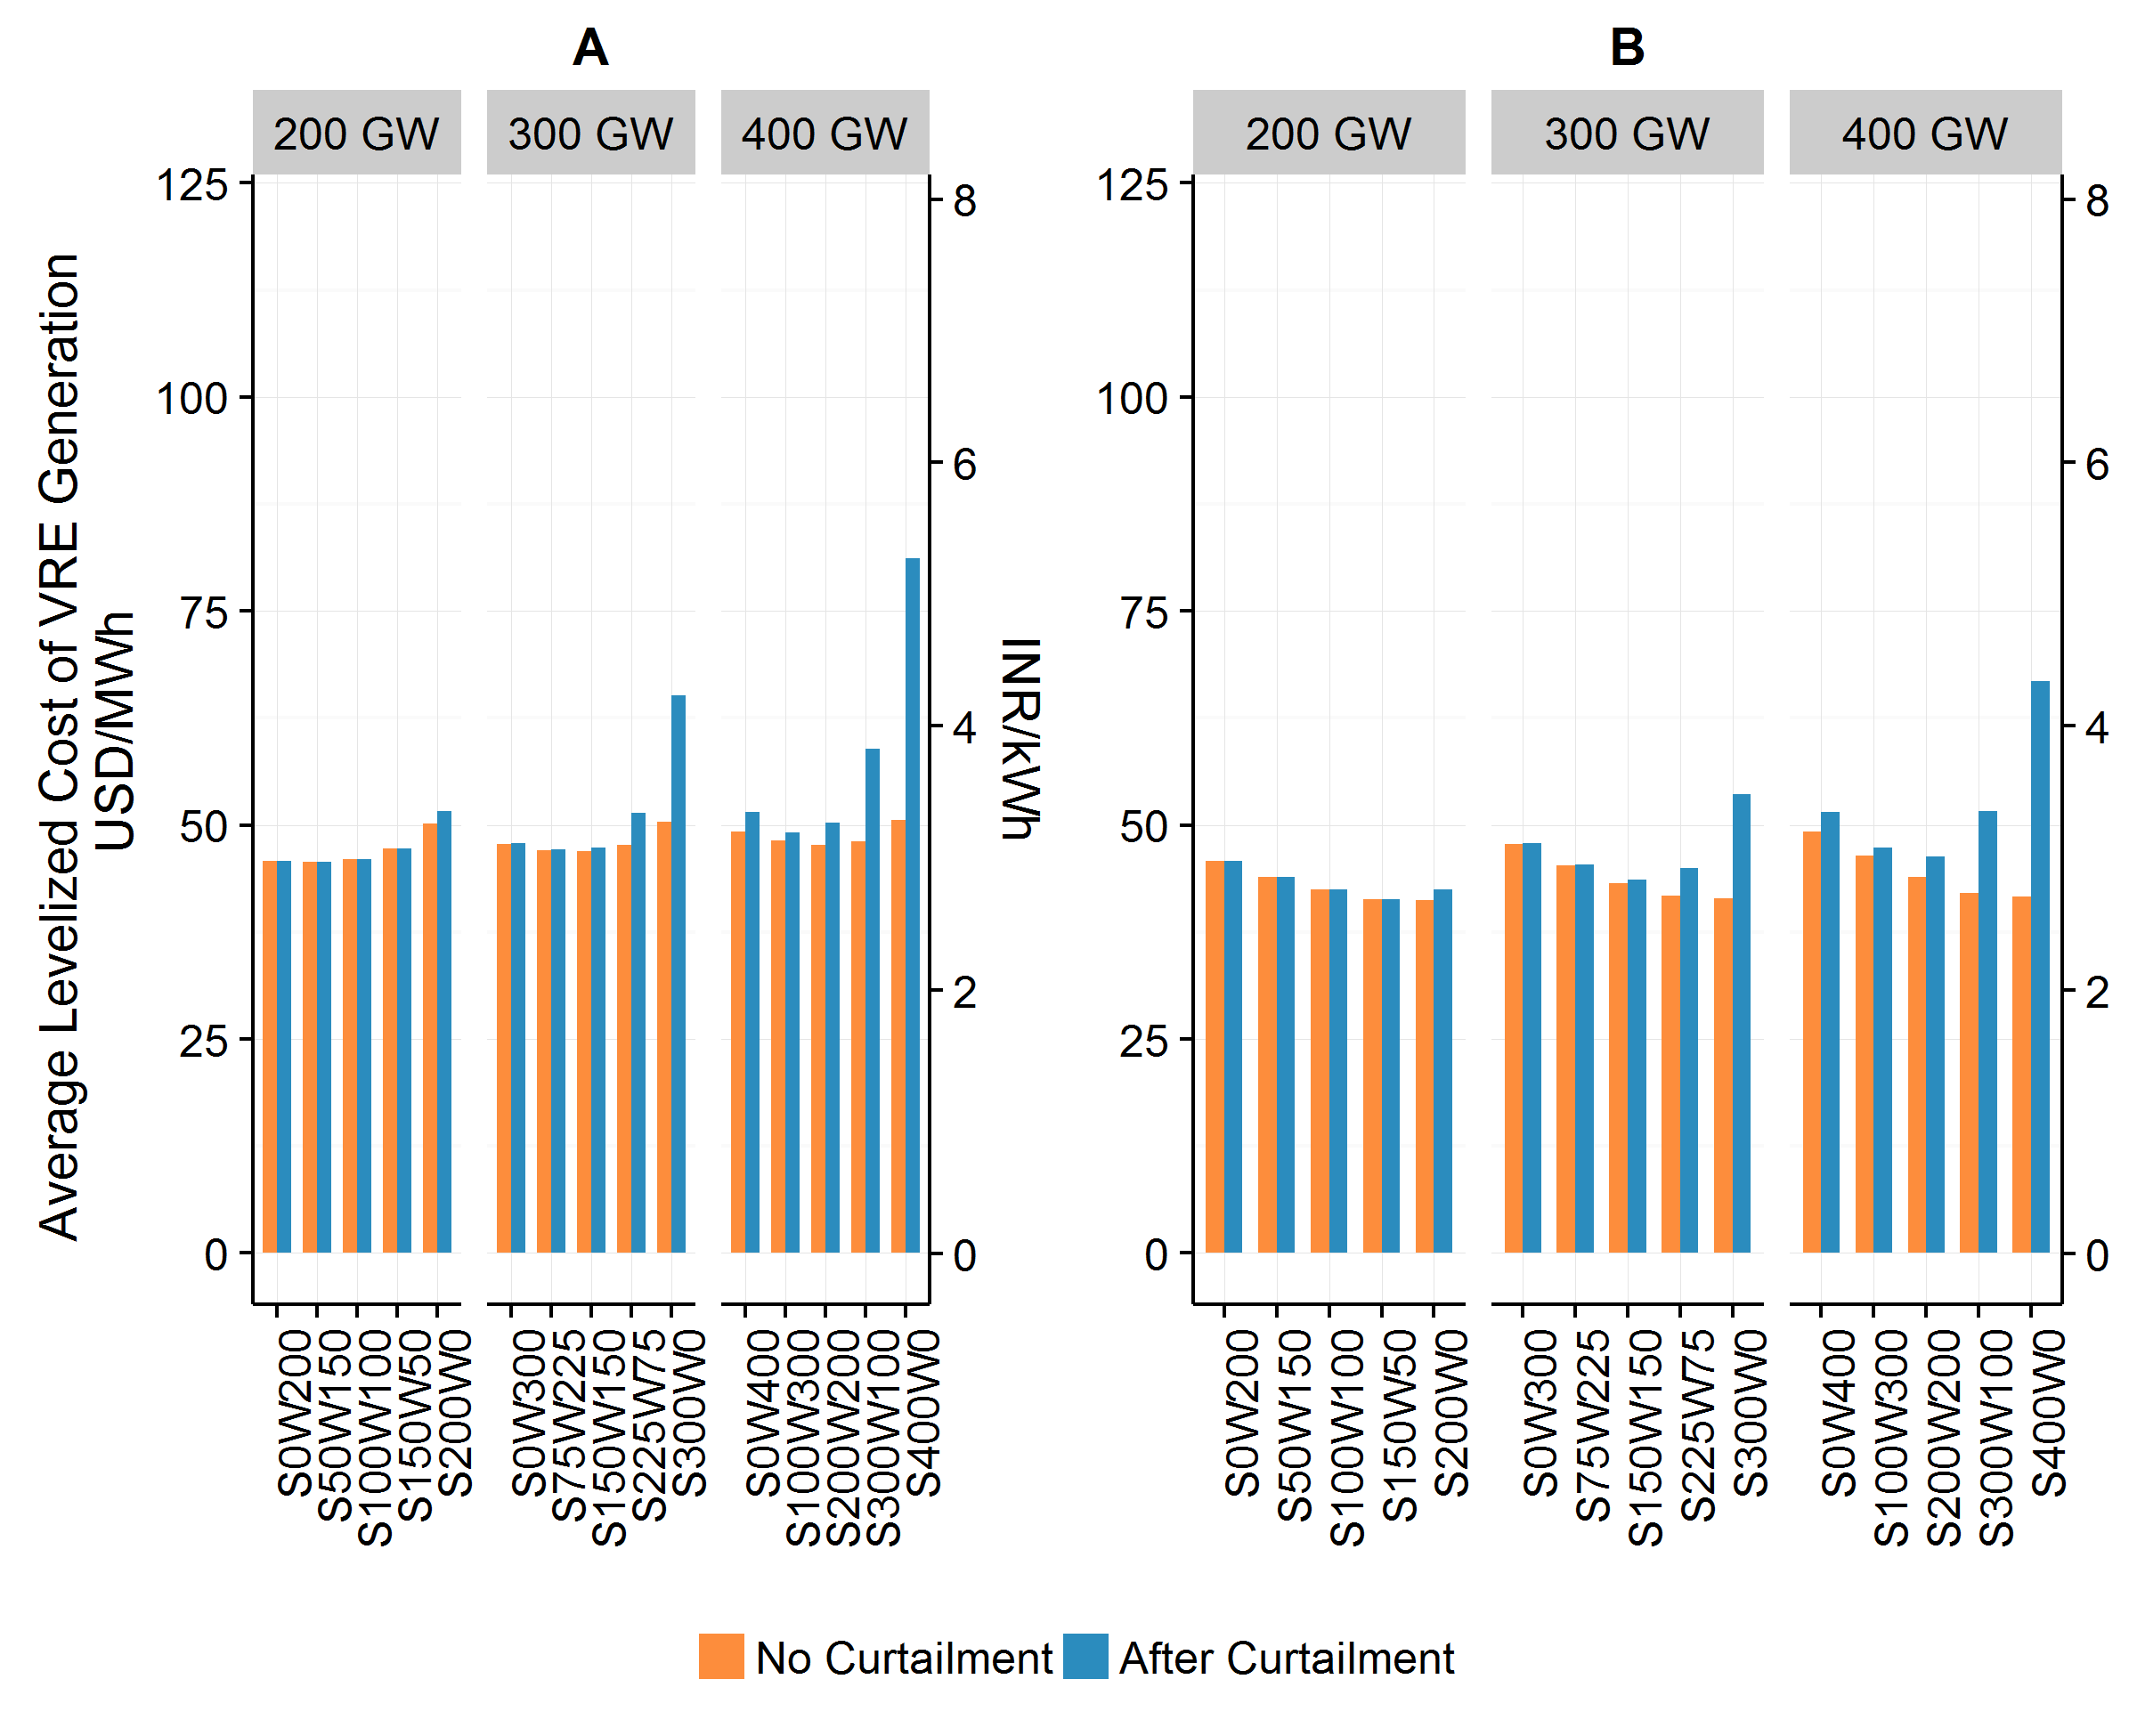 A
B
200 GW
300 GW
400 GW
200 GW
300 GW
400 GW
Average Levelized Cost of VRE Generation
USD/MWh
125
100
75
50
25
0
8
6
4
2
0
INR/kWh
125
100
75
50
25
0
8
6
4
2
0
S0W200
S50W150
S100W100
S150W50
S200W0
S0W300
S75W225
S150W150
S225W75
S300W0
S0W400
S100W300
S200W200
S300W100
S400W0
S0W200
S50W150
S100W100
S150W50
S200W0
S0W300
S75W225
S150W150
S225W75
S300W0
S0W400
S100W300
S200W200
S300W100
S400W0
No Curtailment
After Curtailment